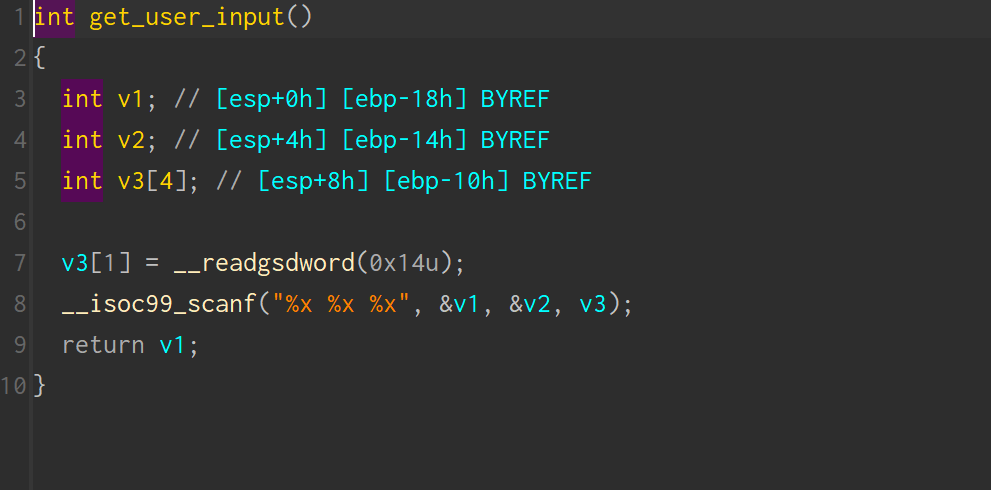 1 int get_user_input()
2 {
3   int v1; // [esp+0h] [ebp-18h] BYREF
4   int v2; // [esp+4h] [ebp-14h] BYREF
5   int v3[4]; // [esp+8h] [ebp-10h] BYREF
6
7   v3[1] = __readgsdword(0x14u);
8   __isoc99_scanf("%x %x %x", &v1, &v2, v3);
9   return v1;
10 }